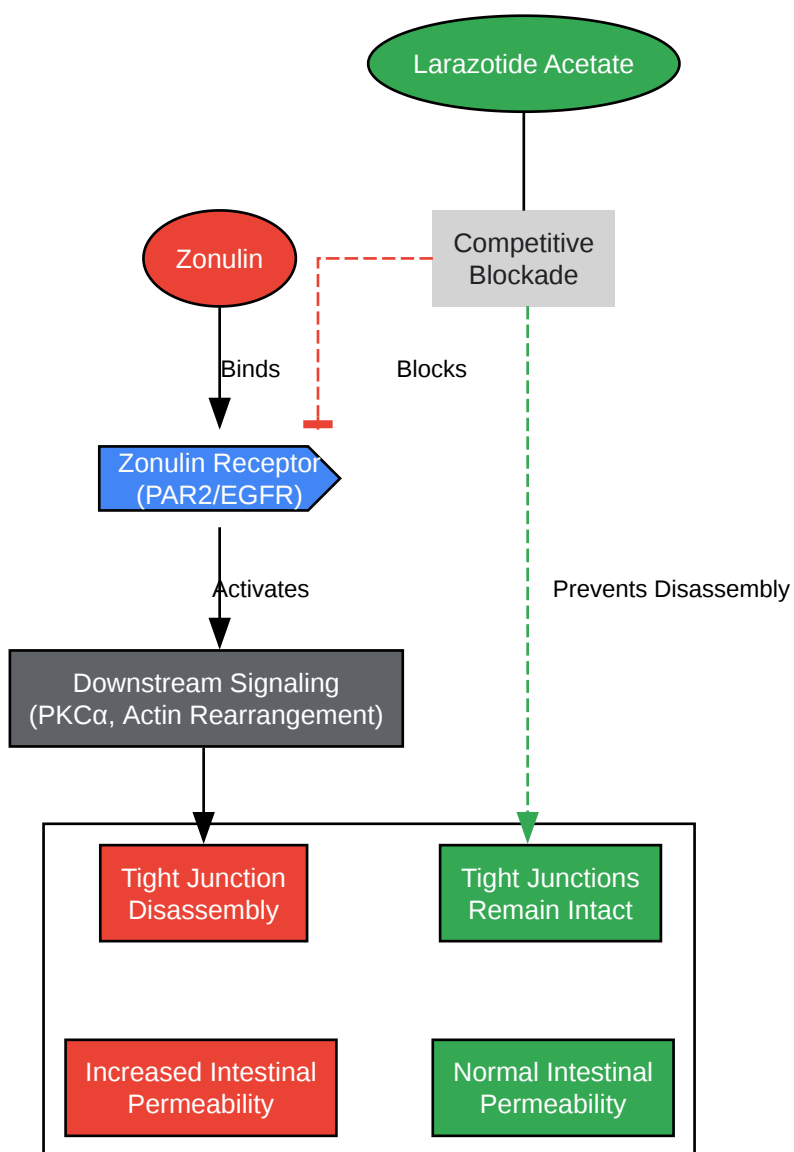 Larazotide Acetate
Zonulin
Competitive
Blockade
Binds
Blocks
Zonulin Receptor
(PAR2/EGFR)
Activates
Prevents Disassembly
Downstream Signaling
(PKCα, Actin Rearrangement)
Tight Junction
Disassembly
Tight Junctions
Remain Intact
Increased Intestinal
Permeability
Normal Intestinal
Permeability